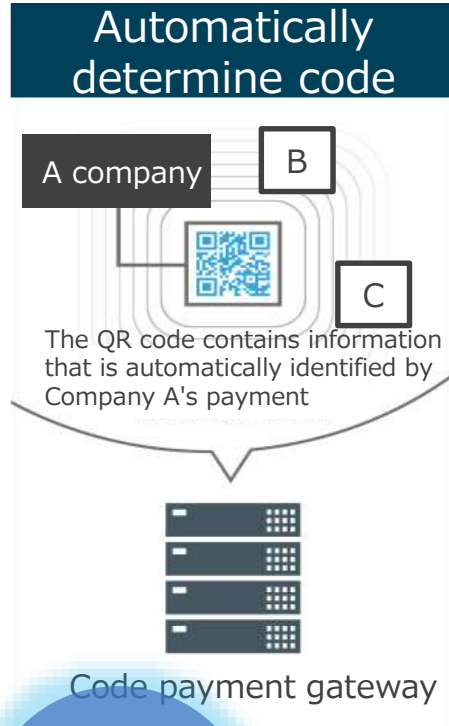 Automatically
determine code
A company
B
C
The QR code contains information
that is automatically identified by
Company A's payment
Code payment gateway